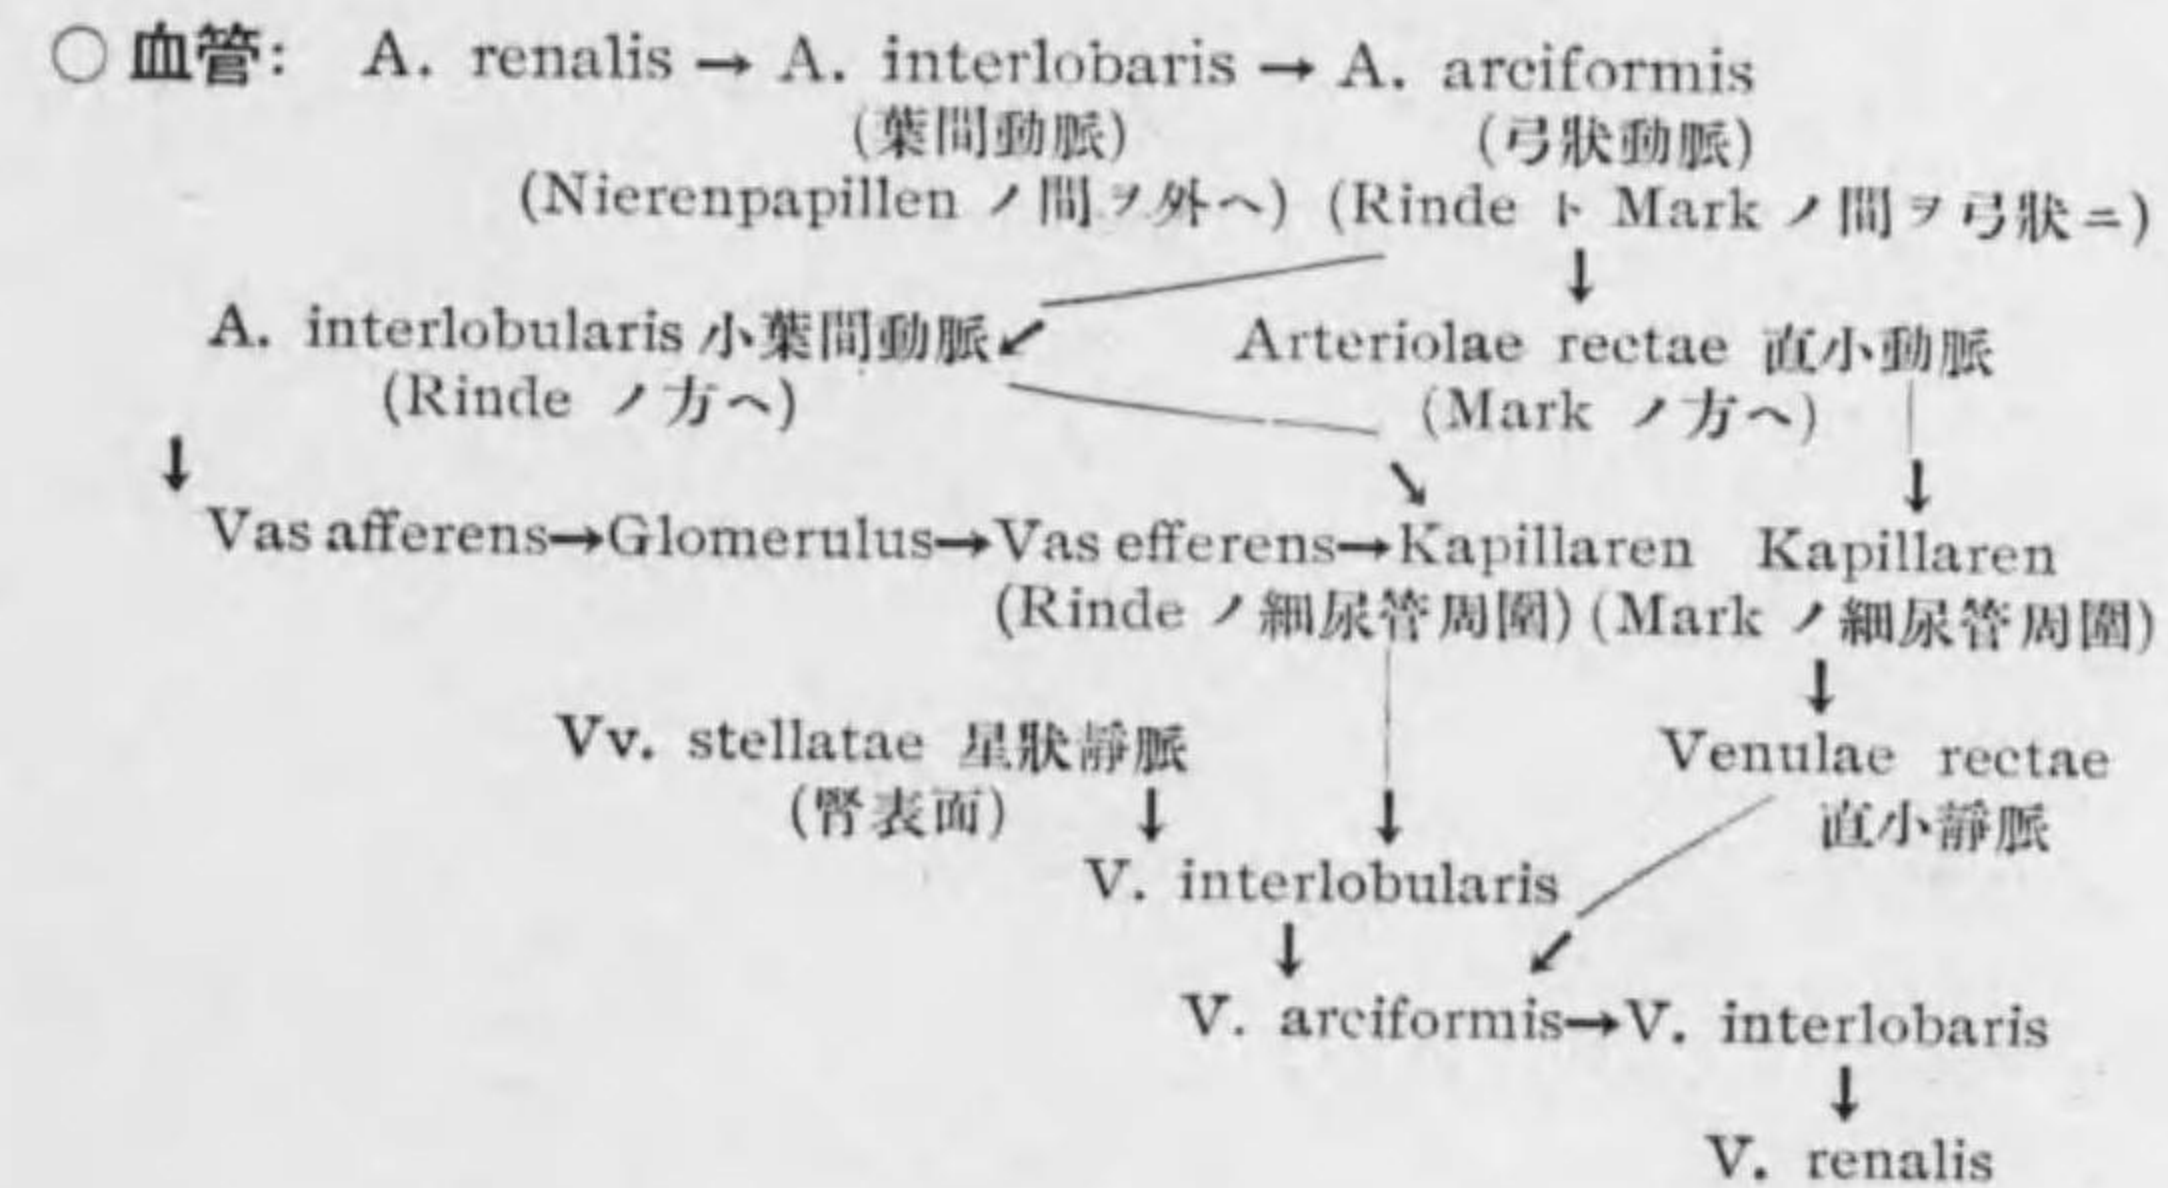 ○ 血管: A. renalis → A. interlobaris → A. arciformis
(葉間動脈) (弓狀動脈)
(Nierenpapillen ノ間ヲ外ヘ) (Rinde ト Mark ノ間ヲ弓狀ニ)
↓
A. interlobularis 小葉間動脈↙ Arteriolae rectae 直小動脈
(Rinde ノ方ヘ) (Mark ノ方ヘ)
↓ ↘ ↓
Vas afferens→Glomerulus→Vas efferens→Kapillaren Kapillaren
(Rinde ノ細尿管周圍) (Mark ノ細尿管周圍)
↓
Vv. stellatae 星狀靜脈 Venulae rectae
(腎表面) ↓ ↓ 直小靜脈
V. interlobularis
↓ ↙
V. arciformis→V. interlobaris
↓
V. renalis